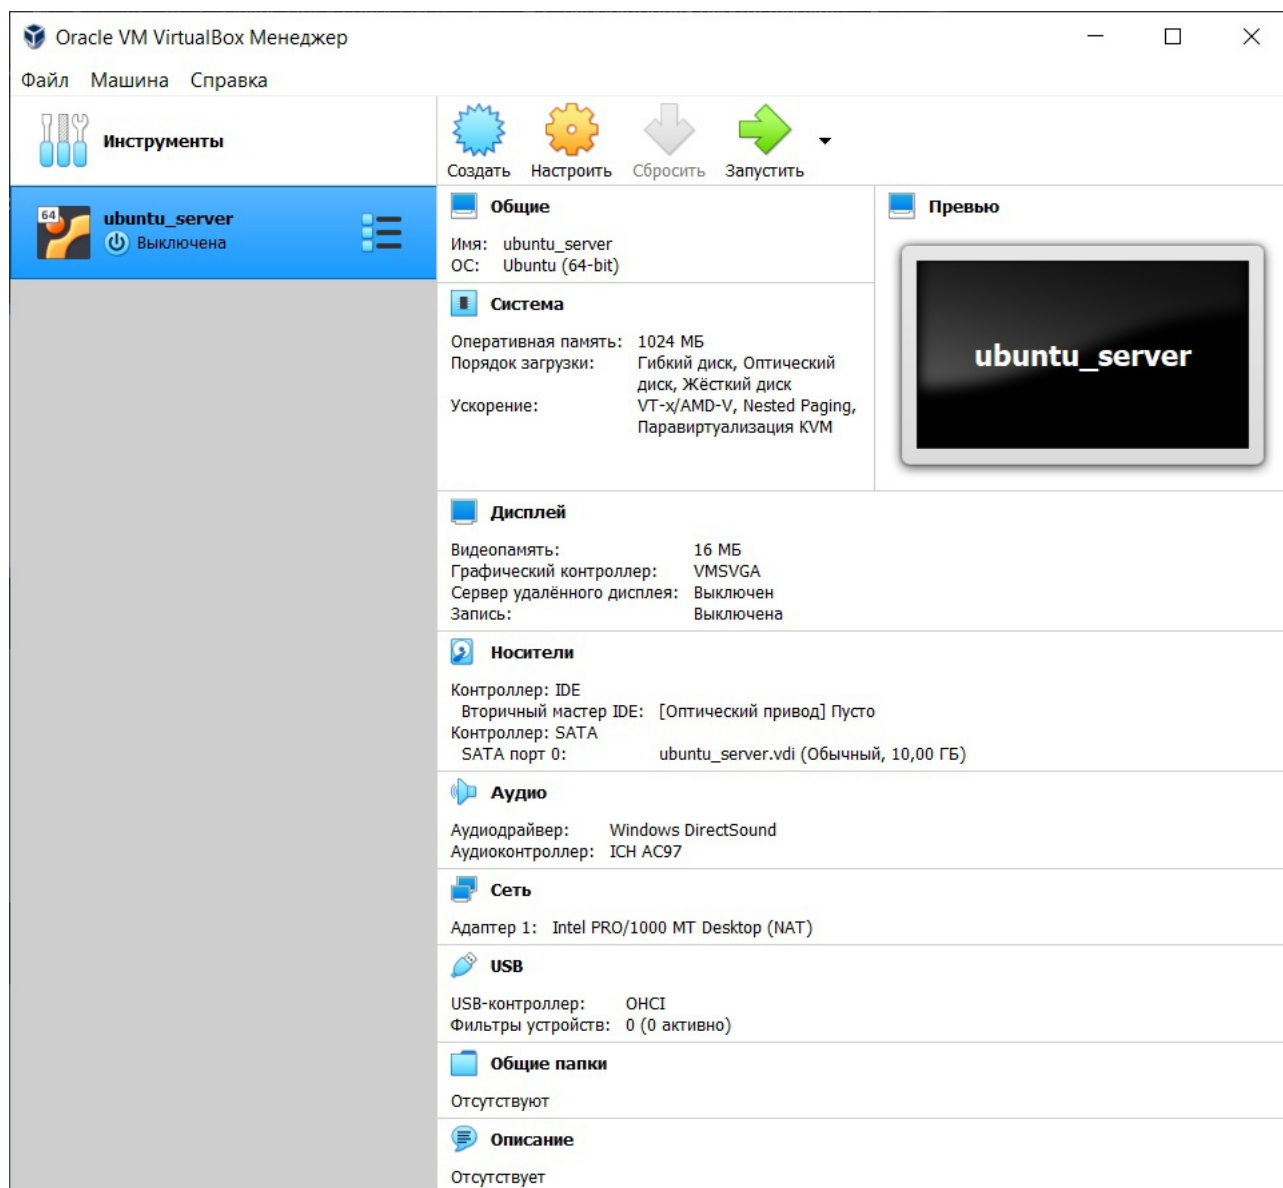 Oracle VM VirtualBox Менеджер
Файл Машина Справка
Инструменты
Создать Настроить Сбросить Запустить
64
ubuntu_server
Выключена
Общие
Имя: ubuntu_server
ОС: Ubuntu (64-bit)
Превью
ubuntu_server
Система
Оперативная память: 1024 МБ
Порядок загрузки: Гибкий диск, Оптический
диск, Жёсткий диск
Ускорение: VT-x/AMD-V, Nested Paging,
Паравиртуализация KVM
Дисплей
Видеопамять: 16 МБ
Графический контроллер: VMSVGA
Сервер удалённого дисплея: Выключен
Запись: Выключена
Носители
Контроллер: IDE
Вторичный мастер IDE: [Оптический привод] Пусто
Контроллер: SATA
SATA порт 0: ubuntu_server.vdi (Обычный, 10,00 ГБ)
Аудио
Аудиодрайвер: Windows DirectSound
Аудиоконтроллер: ICH AC97
Сеть
Адаптер 1: Intel PRO/1000 MT Desktop (NAT)
USB
USB-контроллер: OHCI
Фильтры устройств: 0 (0 активно)
Общие папки
Отсутствуют
Описание
Отсутствует